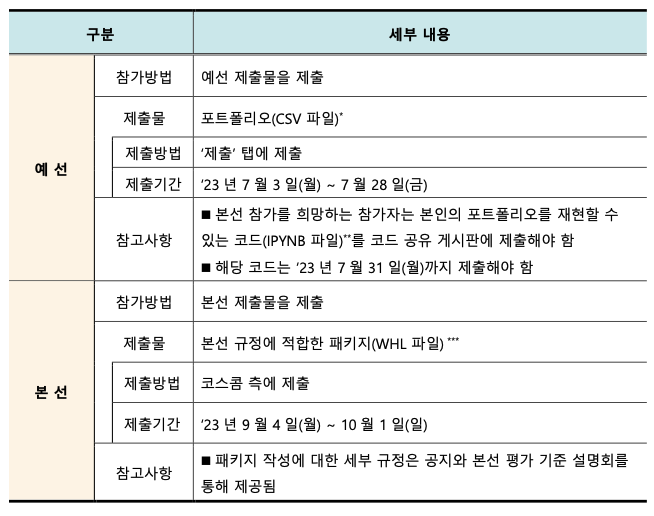 구분 세부 내용
예 선
참가방법 예선 제출물을 제출
제출물 포트폴리오(CSV 파일)*
제출방법 ‘제출’ 탭에 제출
제출기간 ‘23 년 7 월 3 일(월) ~ 7 월 28 일(금)
참고사항
■ 본선 참가를 희망하는 참가자는 본인의 포트폴리오를 재현할 수
있는 코드(IPYNB 파일)**를 코드 공유 게시판에 제출해야 함
■ 해당 코드는 ‘23 년 7 월 31 일(월)까지 제출해야 함
본 선
참가방법 본선 제출물을 제출
제출물 본선 규정에 적합한 패키지(WHL 파일) ***
제출방법 코스콤 측에 제출
제출기간 ‘23 년 9 월 4 일(월) ~ 10 월 1 일(일)
참고사항
■ 패키지 작성에 대한 세부 규정은 공지와 본선 평가 기준 설명회를
통해 제공됨